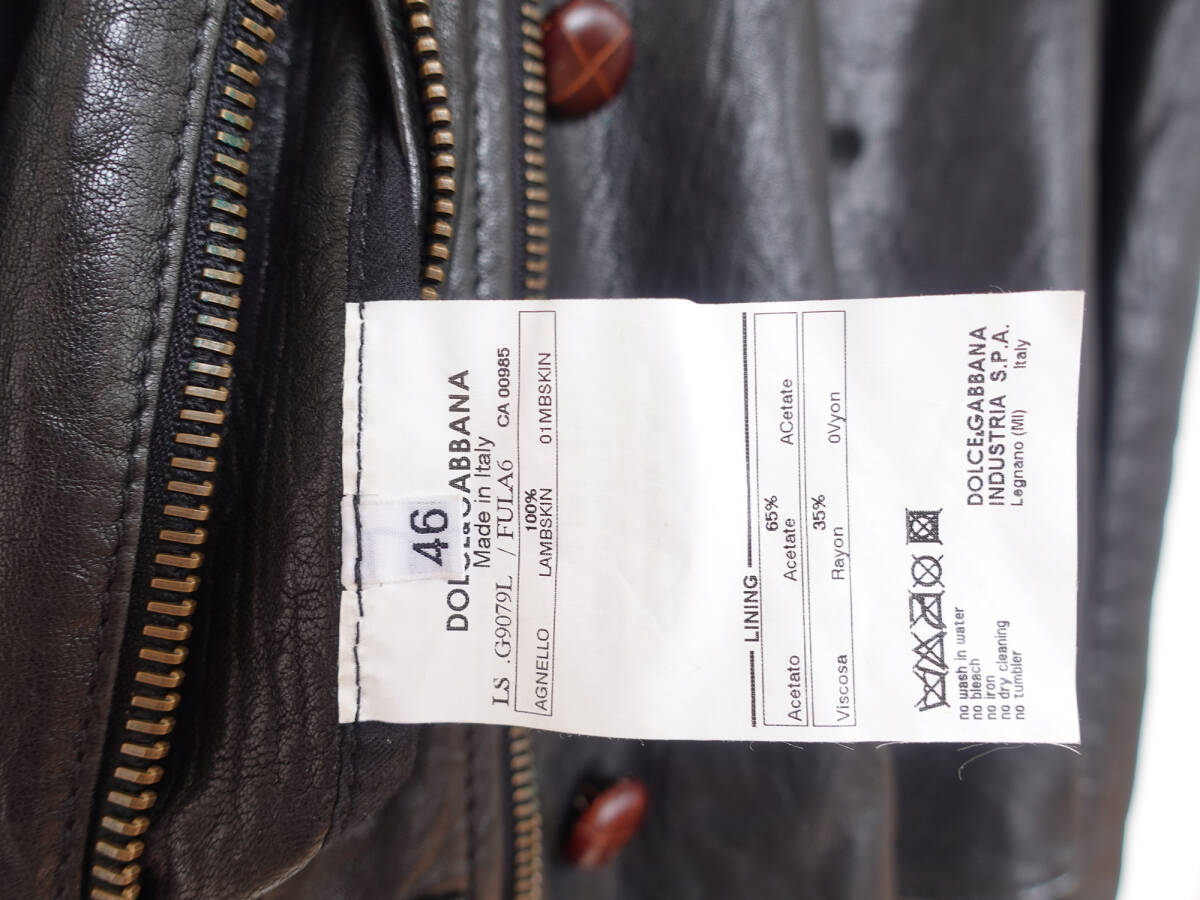 46
DOLCE&GABBANA
Made in Italy
LS .G9079L / FULA6 CA 00985
100%
AGNELLO LAMBSKIN 01MBSKIN
LINING
65%
Acetato Acetate ACetate
35%
Viscosa Rayon 0Vyon
no wash in water
no bleach
no iron
no dry cleaning
no tumbler
DOLCE&GABBANA
INDUSTRIA S.P.A.
Legnano (MI) Italy